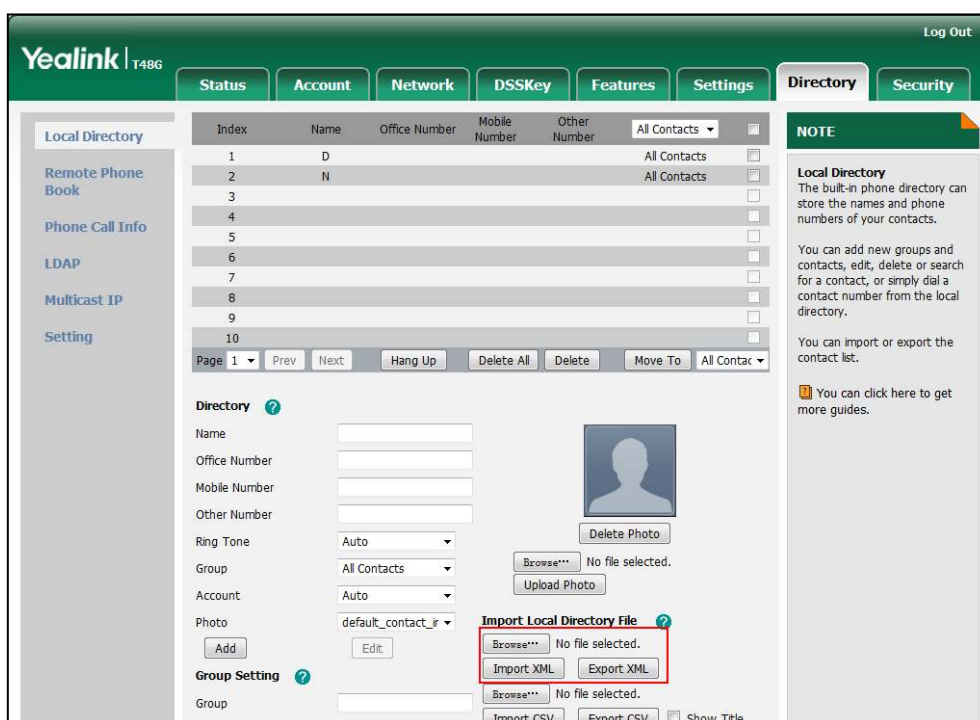 Log Out
Yealink T48G
Status Account Network DSSKey Features Settings Directory Security
Local Directory
Remote Phone
Book
Phone Call Info
LDAP
Multicast IP
Setting
Index Name Office Number Mobile Number Other Number All Contacts
1 D All Contacts
2 N All Contacts
3
4
5
6
7
8
9
10
Page 1 Prev Next Hang Up Delete All Delete Move To All Contac
Directory ?
Name
Office Number
Mobile Number
Other Number
Ring Tone Auto
Group All Contacts
Account Auto
Photo default_contact_ir
Add Edit
Group Setting ?
Group
Delete Photo
Browse... No file selected.
Upload Photo
Import Local Directory File ?
Browse... No file selected.
Import XML Export XML
Browse... No file selected.
Import CSV Export CSV Show Title
NOTE
Local Directory
The built-in phone directory can
store the names and phone
numbers of your contacts.
You can add new groups and
contacts, edit, delete or search
for a contact, or simply dial a
contact number from the local
directory.
You can import or export the
contact list.
? You can click here to get
more guides.